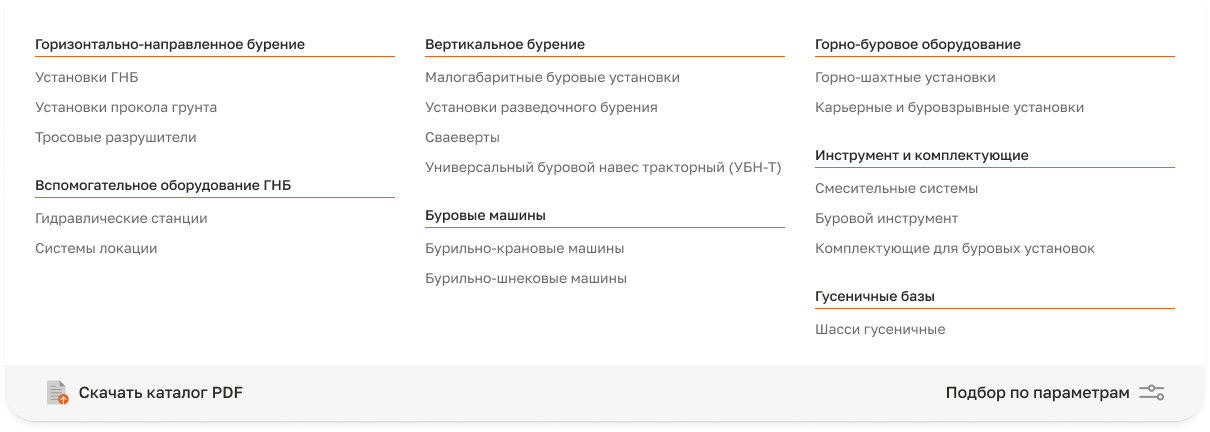 Горизонтально-направленное бурение
Установки ГНБ
Установки прокола грунта
Тросовые разрушители
Вспомогательное оборудование ГНБ
Гидравлические станции
Системы локации
Вертикальное бурение
Малогабаритные буровые установки
Установки разведочного бурения
Сваеверты
Универсальный буровой навес тракторный (УБН-Т)
Буровые машины
Бурильно-крановые машины
Бурильно-шнековые машины
Горно-буровое оборудование
Горно-шахтные установки
Карьерные и буровзрывные установки
Инструмент и комплектующие
Смесительные системы
Буровой инструмент
Комплектующие для буровых установок
Гусеничные базы
Шасси гусеничные
Скачать каталог PDF
Подбор по параметрам